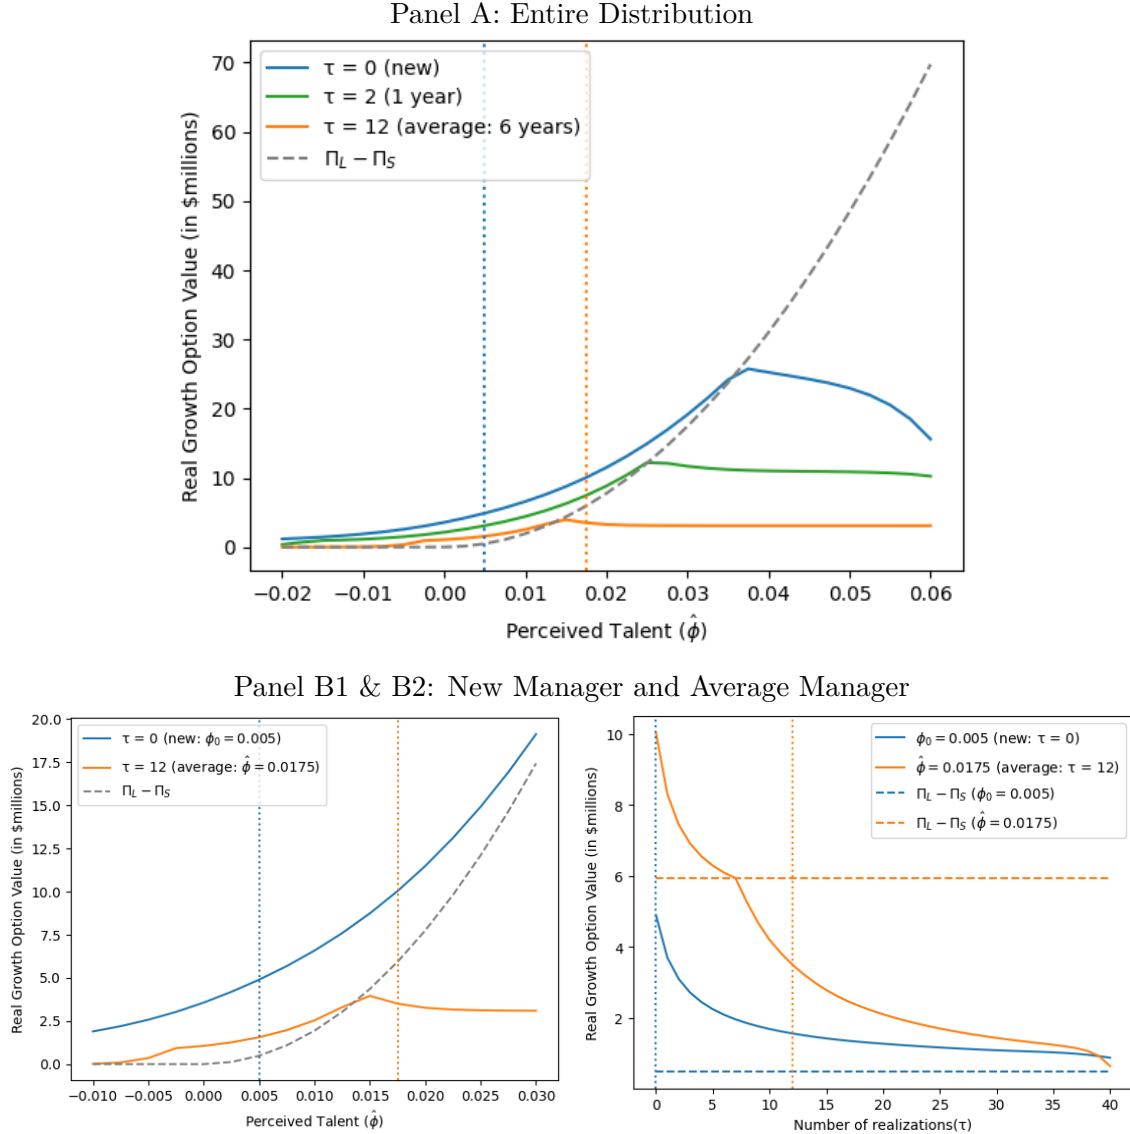 Panel A: Entire Distribution
τ = 0 (new)
τ = 2 (1 year)
τ = 12 (average: 6 years)
Π_L − Π_S
Real Growth Option Value (in $millions)
70
60
50
40
30
20
10
0
−0.02 −0.01 0.00 0.01 0.02 0.03 0.04 0.05 0.06
Perceived Talent (ϕ̂)
Panel B1 & B2: New Manager and Average Manager
τ = 0 (new: ϕ₀ = 0.005)
τ = 12 (average: ϕ̂ = 0.0175)
Π_L − Π_S
Real Growth Option Value (in $millions)
20.0
17.5
15.0
12.5
10.0
7.5
5.0
2.5
0.0
−0.010 −0.005 0.000 0.005 0.010 0.015 0.020 0.025 0.030
Perceived Talent (ϕ̂)
ϕ₀ = 0.005 (new: τ = 0)
ϕ̂ = 0.0175 (average: τ = 12)
Π_L − Π_S (ϕ₀ = 0.005)
Π_L − Π_S (ϕ̂ = 0.0175)
Real Growth Option Value (in $millions)
10
8
6
4
2
0 5 10 15 20 25 30 35 40
Number of realizations(τ)